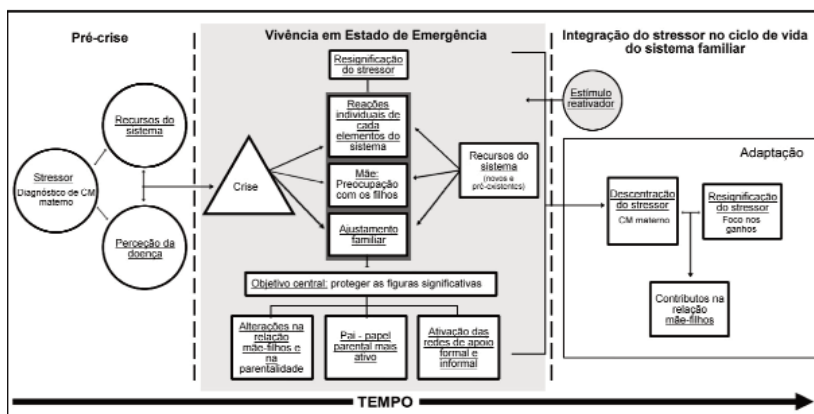 Pré-crise
Vivência em Estado de Emergência
Integração do stressor no ciclo de vida
do sistema familiar
Recursos do
sistema
Stressor
Diagnóstico de CM
materno
Perceção da
doença
Crise
Resignificação
do stressor
Reações
individuais de
cada
elementos do
sistema
Mãe:
Preocupação
com os filhos
Ajustamento
familiar
Recursos do
sistema
(novos e
pré-existentes)
Objetivo central: proteger as figuras significativas
Alterações na
relação
mãe-filhos e
na
parentalidade
Pai - papel
parental mais
ativo
Ativação das
redes de apoio
formal e
informal
Estímulo
reativador
Adaptação
Descentração
do stressor
CM materno
Resignificação
do stressor
Foco nos
ganhos
Contributos na
relação
mãe-filhos
TEMPO